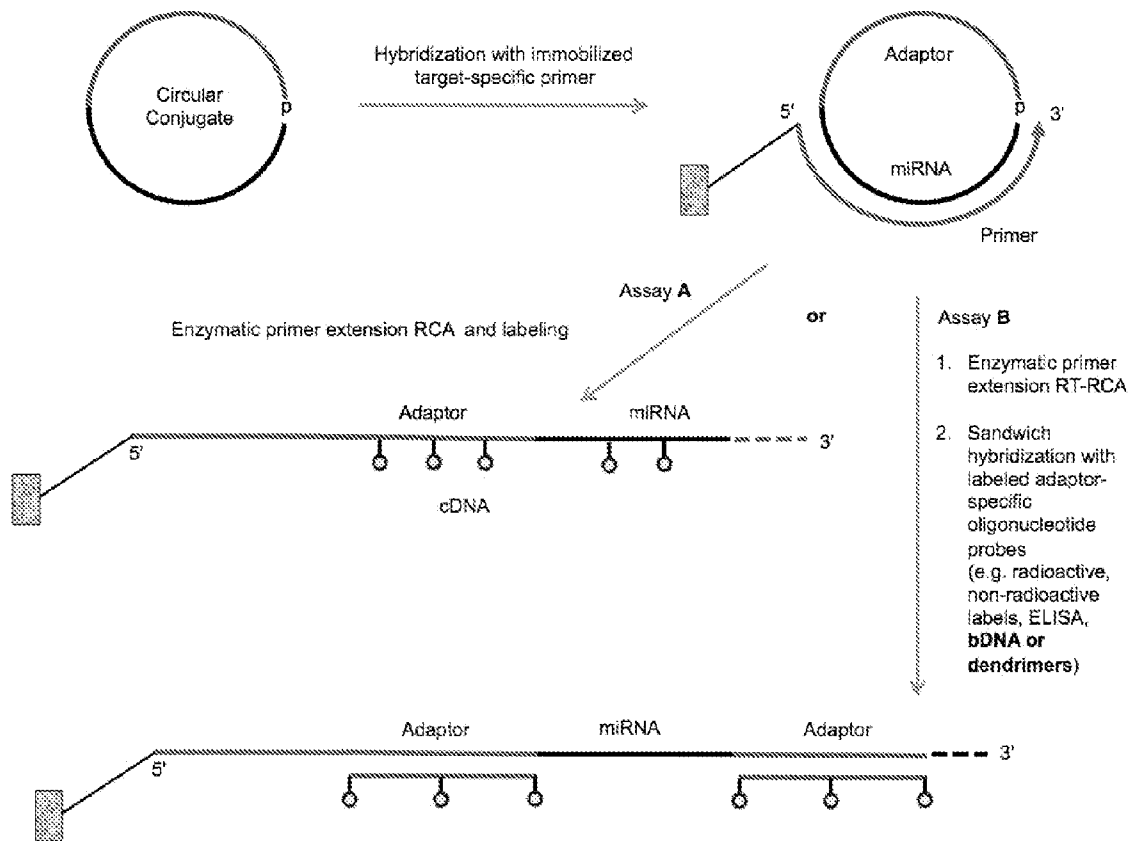 Circular
Conjugate
p
Hybridization with immobilized
target-specific primer
Adaptor
p
5'
3'
miRNA
Primer
Assay A
or
Enzymatic primer extension RCA and labeling
Assay B
1. Enzymatic primer
extension RT-RCA
2. Sandwich
hybridization with
labeled adaptor-
specific
oligonucleotide
probes
(e.g. radioactive,
non-radioactive
labels, ELISA,
bDNA or
dendrimers)
Adaptor
miRNA
5'
3'
cDNA
Adaptor
miRNA
Adaptor
5'
3'